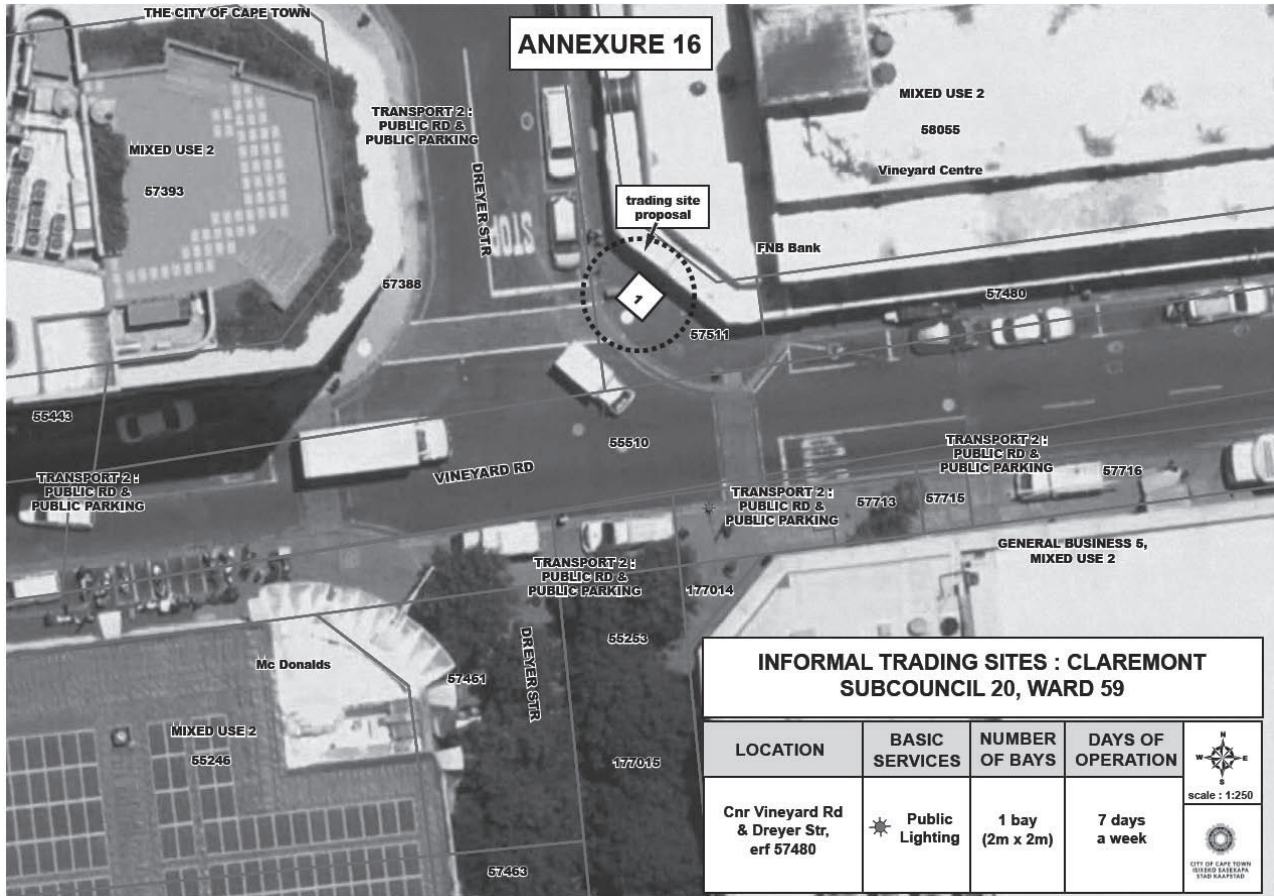 THE CITY OF CAPE TOWN
ANNEXURE 16
TRANSPORT 2 :
PUBLIC RD &
PUBLIC PARKING
MIXED USE 2
58055
Vineyard Centre
MIXED USE 2
57393
DREYER STR
STOP
trading site
proposal
FNB Bank
57388
1
57480
57511
55443
55510
VINEYARD RD
TRANSPORT 2 :
PUBLIC RD &
PUBLIC PARKING
TRANSPORT 2 :
PUBLIC RD &
PUBLIC PARKING
57716
TRANSPORT 2 :
PUBLIC RD &
PUBLIC PARKING
57713
57715
GENERAL BUSINESS 5,
MIXED USE 2
TRANSPORT 2 :
PUBLIC RD &
PUBLIC PARKING
177014
55253
Mc Donalds
57461
DREYER STR
MIXED USE 2
55246
177015
57463
INFORMAL TRADING SITES : CLAREMONT
SUBCOUNCIL 20, WARD 59
LOCATION
BASIC
SERVICES
NUMBER
OF BAYS
DAYS OF
OPERATION
N
W E
S
scale : 1:250
Cnr Vineyard Rd
& Dreyer Str,
erf 57480
Public
Lighting
1 bay
(2m x 2m)
7 days
a week
CITY OF CAPE TOWN
ISIXEKO SASEKAPA
STAD KAAPSTAD